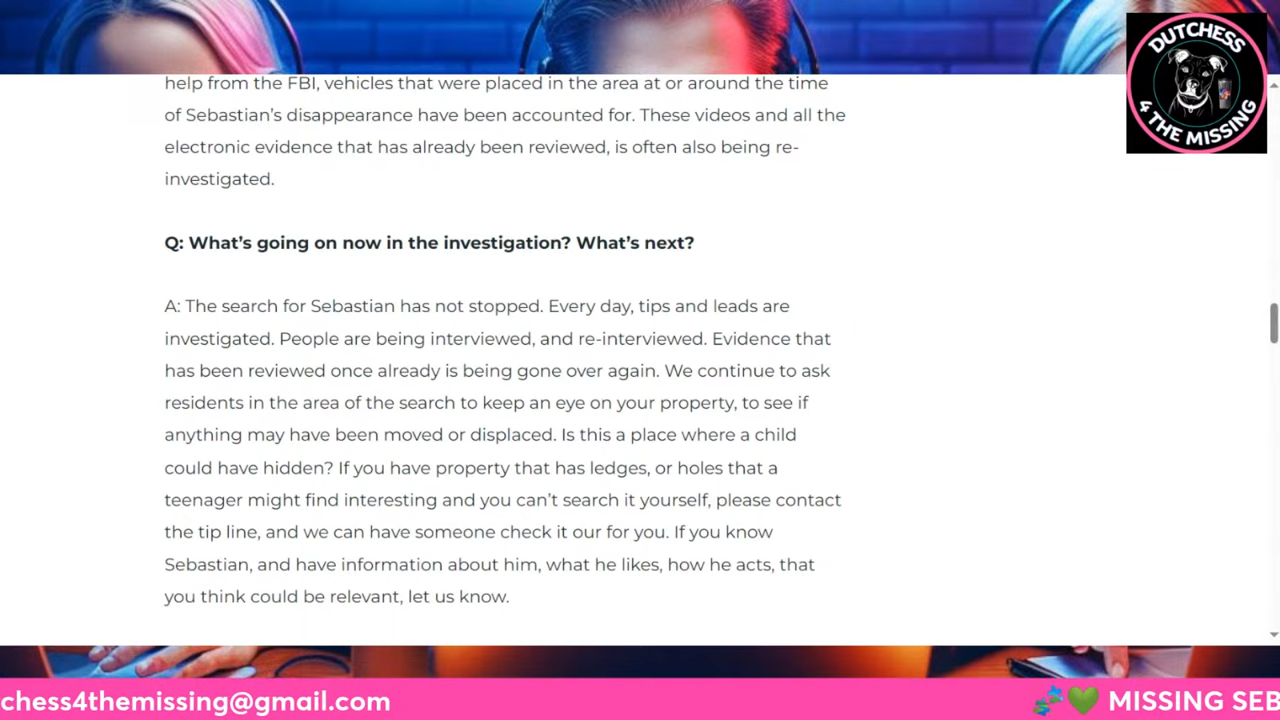 DUTCHESS
4 THE MISSING
help from the FBI, vehicles that were placed in the area at or around the time
of Sebastian’s disappearance have been accounted for. These videos and all the
electronic evidence that has already been reviewed, is often also being re-
investigated.
Q: What’s going on now in the investigation? What’s next?
A: The search for Sebastian has not stopped. Every day, tips and leads are
investigated. People are being interviewed, and re-interviewed. Evidence that
has been reviewed once already is being gone over again. We continue to ask
residents in the area of the search to keep an eye on your property, to see if
anything may have been moved or displaced. Is this a place where a child
could have hidden? If you have property that has ledges, or holes that a
teenager might find interesting and you can’t search it yourself, please contact
the tip line, and we can have someone check it our for you. If you know
Sebastian, and have information about him, what he likes, how he acts, that
you think could be relevant, let us know.
chess4themissing@gmail.com
MISSING SEB